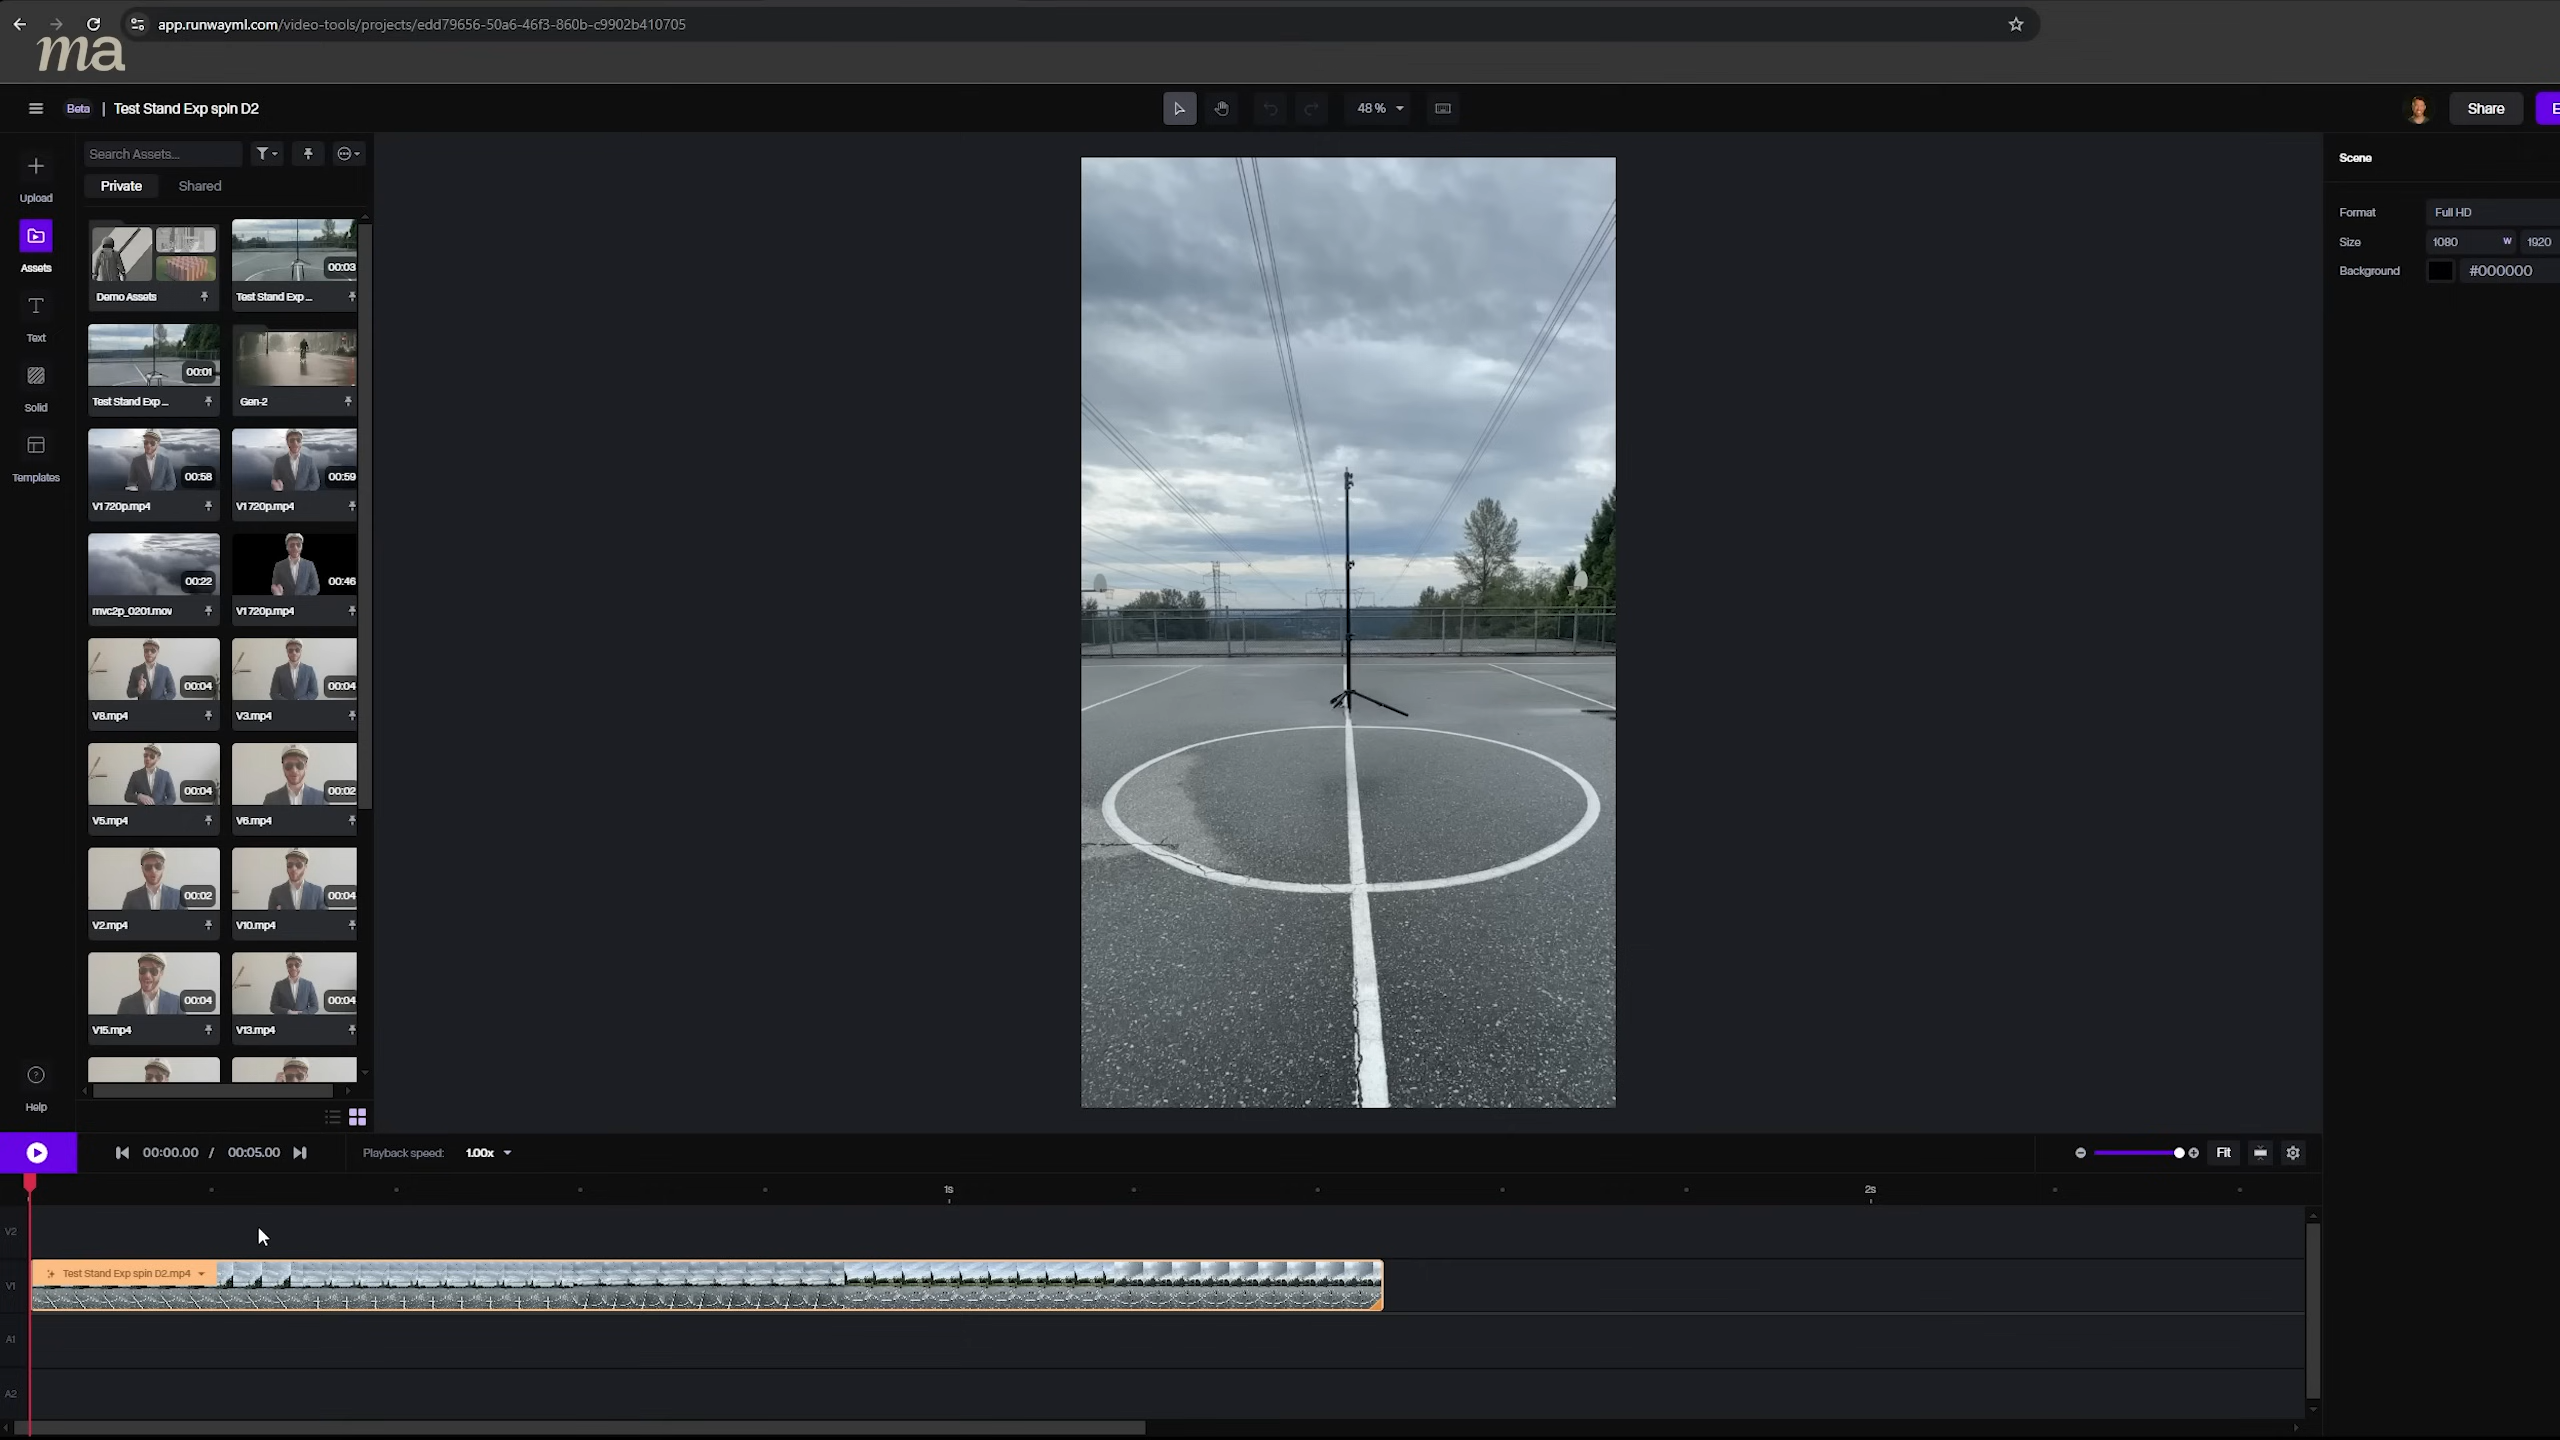 app.runwayml.com/video-tools/projects/edd79656-50a6-46f3-860b-c9902b410705
ma
Beta | Test Stand Exp spin D2
48 %
Share
E
Search Assets...
Private
Shared
Upload
Assets
Text
Solid
Templates
Help
00:03
Demo Assets
Test Stand Exp ...
00:01
Test Stand Exp ...
Gen-2
00:58
00:59
V1 720p.mp4
V1 720p.mp4
00:22
00:46
mvc2p_0201.mov
V1 720p.mp4
00:04
00:04
V8.mp4
V3.mp4
00:04
00:02
V5.mp4
V6.mp4
00:02
00:04
V2.mp4
V10.mp4
00:04
00:04
V15.mp4
V13.mp4
Scene
Format
Full HD
Size
1080
W
1920
Background
#000000
00:00.00 / 00:05.00
Playback speed: 1.00x
Fit
1s
2s
V2
Test Stand Exp spin D2.mp4
V1
A1
A2